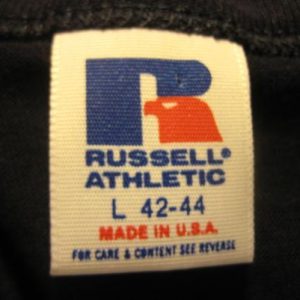 R
RUSSELL®
ATHLETIC
L 42-44
MADE IN U.S.A.
FOR CARE & CONTENT SEE REVERSE